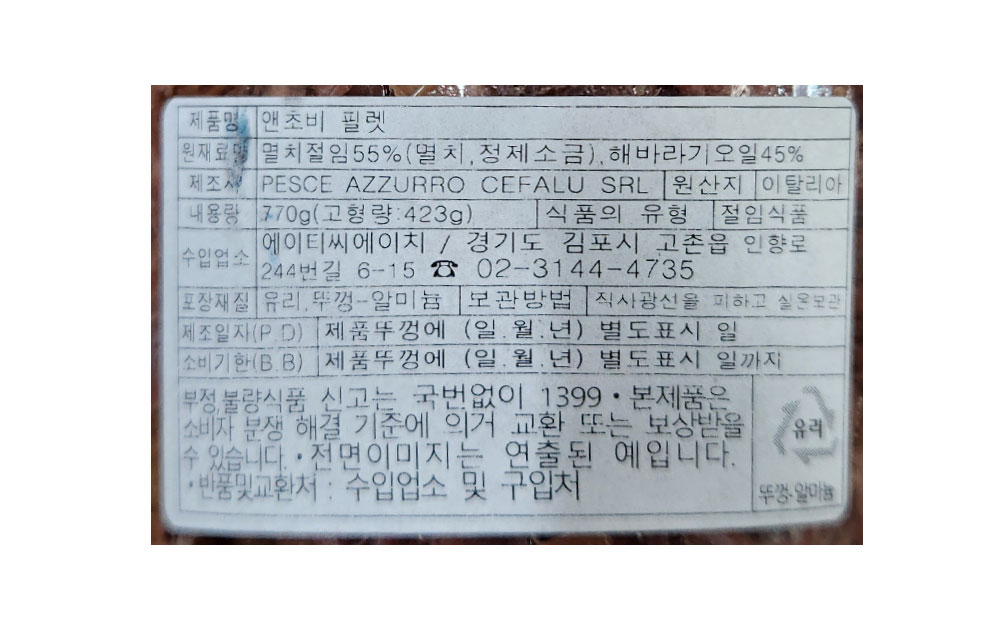 제품명 앤초비 필렛
원재료명 멸치절임55%(멸치,정제소금),해바라기오일45%
제조사 PESCE AZZURRO CEFALU SRL 원산지 이탈리아
내용량 770g(고형량:423g) 식품의 유형 절임식품
수입업소 에이티씨에이치 / 경기도 김포시 고촌읍 인향로
244번길 6-15 ☎ 02-3144-4735
포장재질 유리,뚜껑-알미늄 보관방법 직사광선을 피하고 실온보관
제조일자(P.D) 제품뚜껑에 (일.월.년) 별도표시 일
소비기한(B.B) 제품뚜껑에 (일.월.년) 별도표시 일까지
부정,불량식품 신고는 국번없이 1399·본제품은
소비자 분쟁 해결 기준에 의거 교환 또는 보상받을
수 있습니다.·전면이미지는 연출된 예입니다.
·반품및교환처 : 수입업소 및 구입처
유리
뚜껑-알미늄